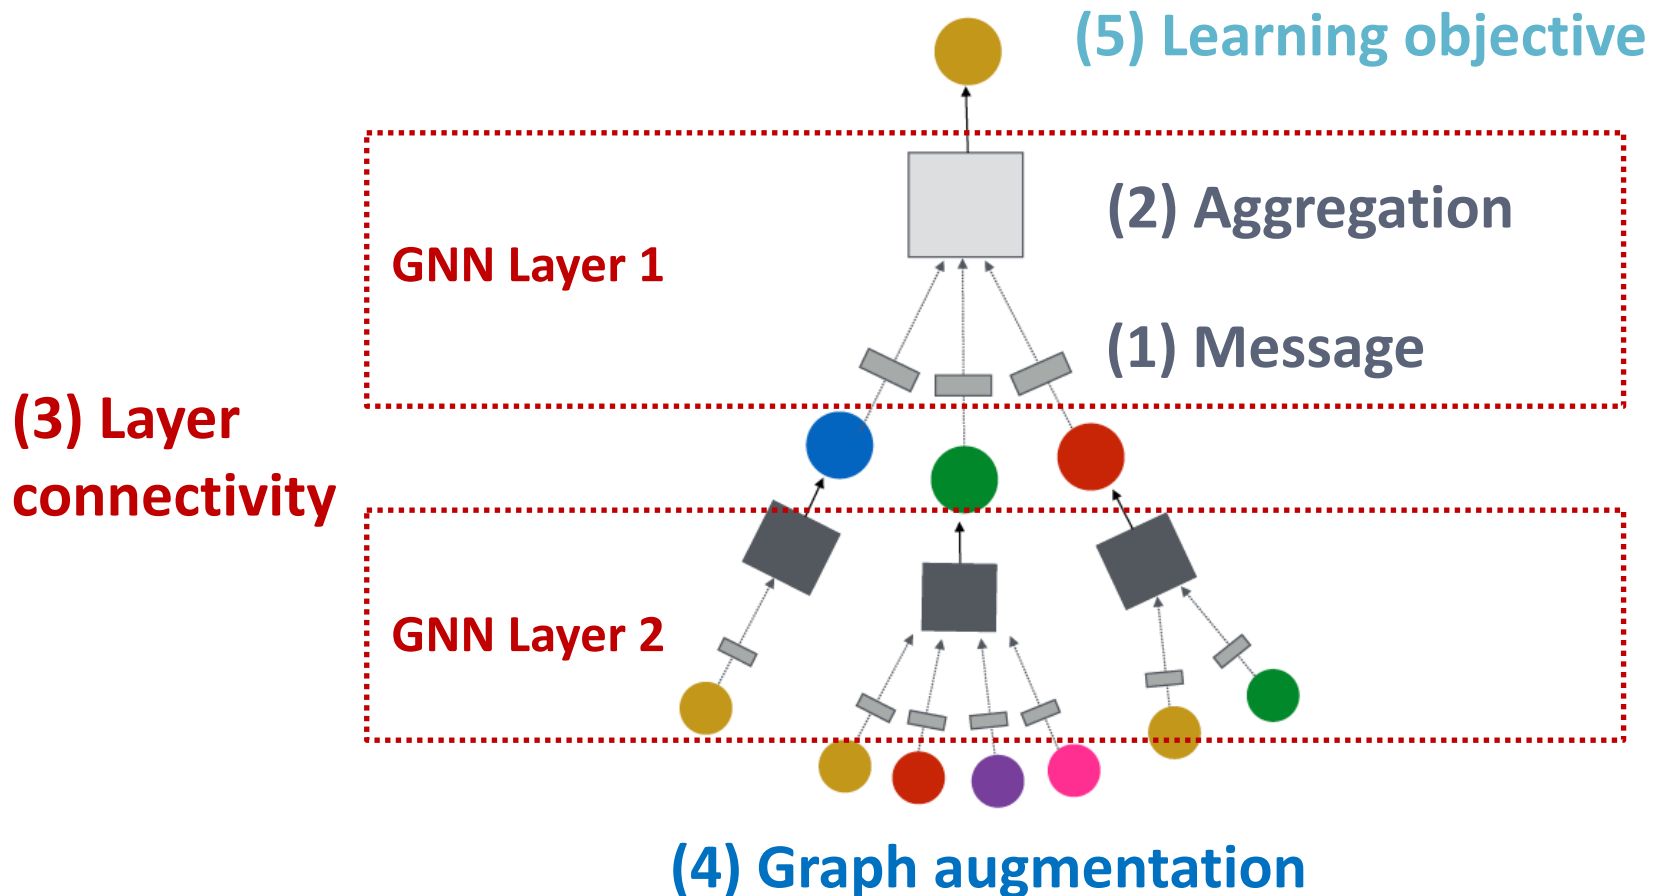 (5) Learning objective
(2) Aggregation
GNN Layer 1
(1) Message
(3) Layer
connectivity
GNN Layer 2
(4) Graph augmentation